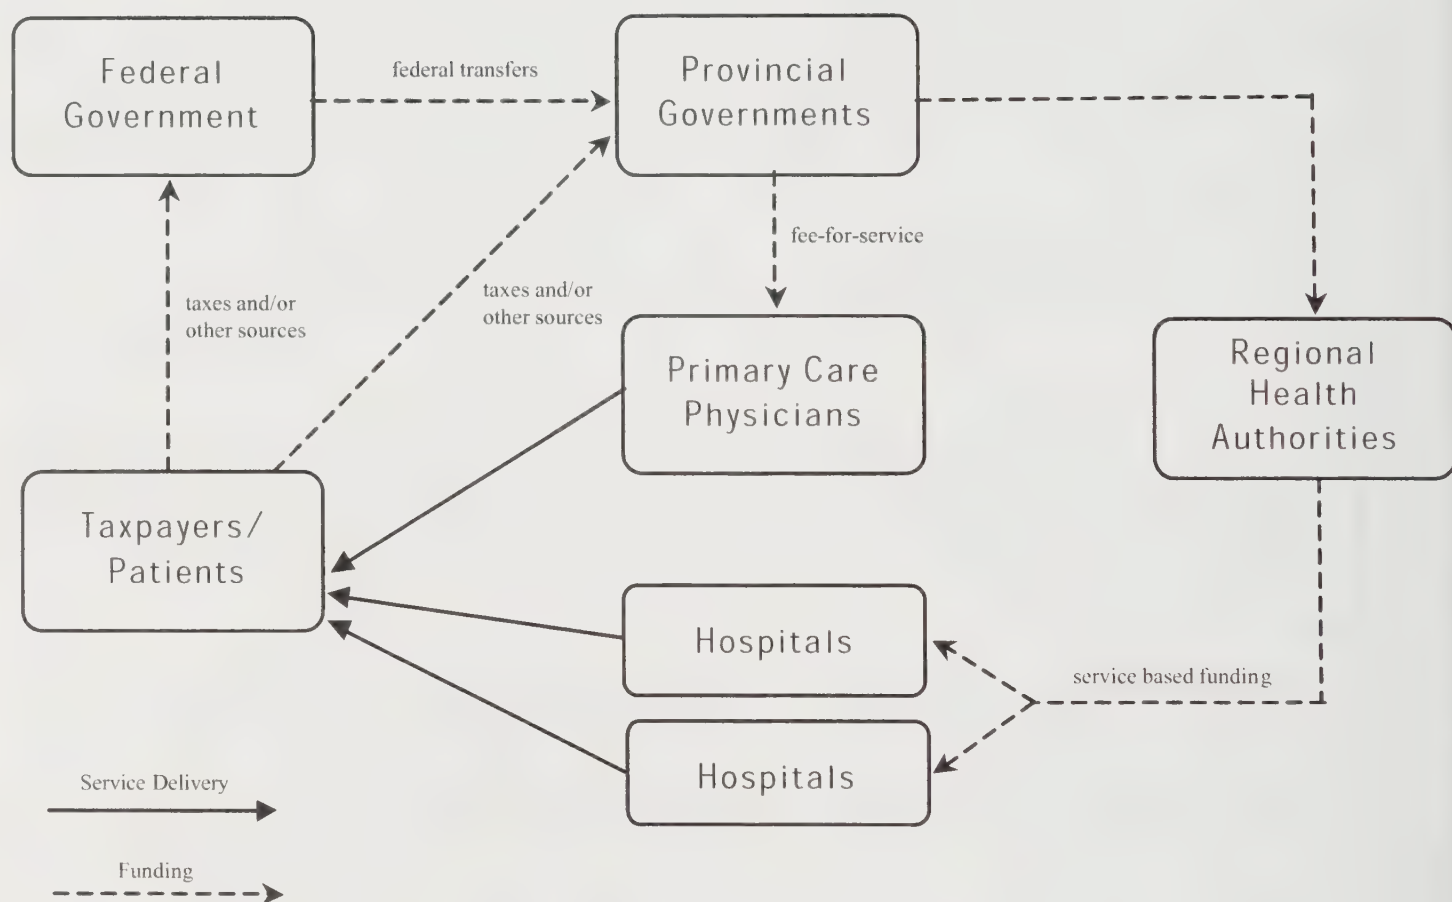 Federal
Government
federal transfers
Provincial
Governments
fee-for-service
taxes and/or
other sources
taxes and/or
other sources
Primary Care
Physicians
Regional
Health
Authorities
Taxpayers/
Patients
Hospitals
service based funding
Hospitals
Service Delivery
Funding